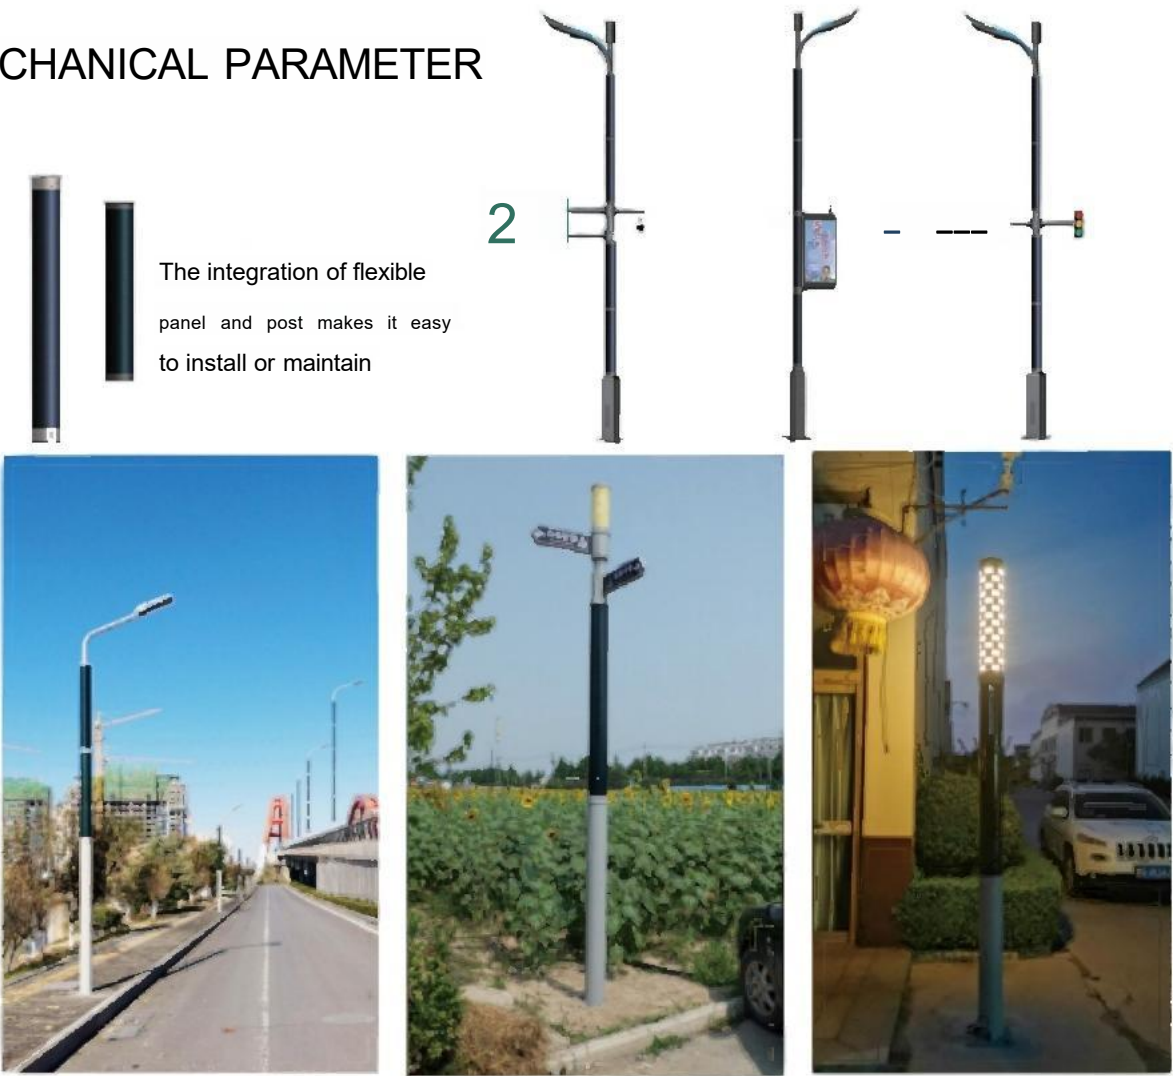 CHANICAL PARAMETER
2
The integration of flexible
panel and post makes it easy
to install or maintain